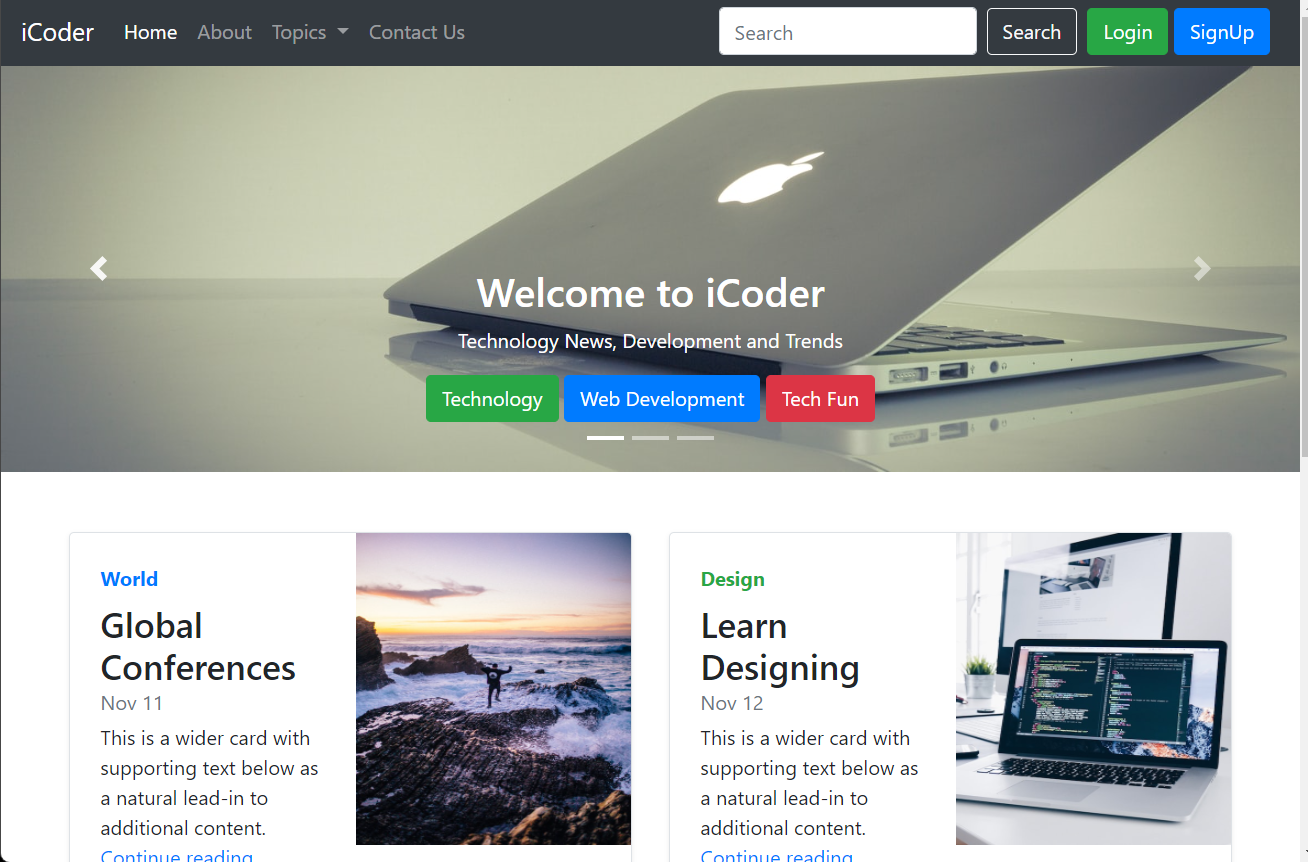 iCoder Home About Topics Contact Us Search Search Login SignUp
Welcome to iCoder
Technology News, Development and Trends
Technology Web Development Tech Fun
World
Global
Conferences
Nov 11
This is a wider card with
supporting text below as
a natural lead-in to
additional content.
Continue reading
Design
Learn
Designing
Nov 12
This is a wider card with
supporting text below as
a natural lead-in to
additional content.
Continue reading